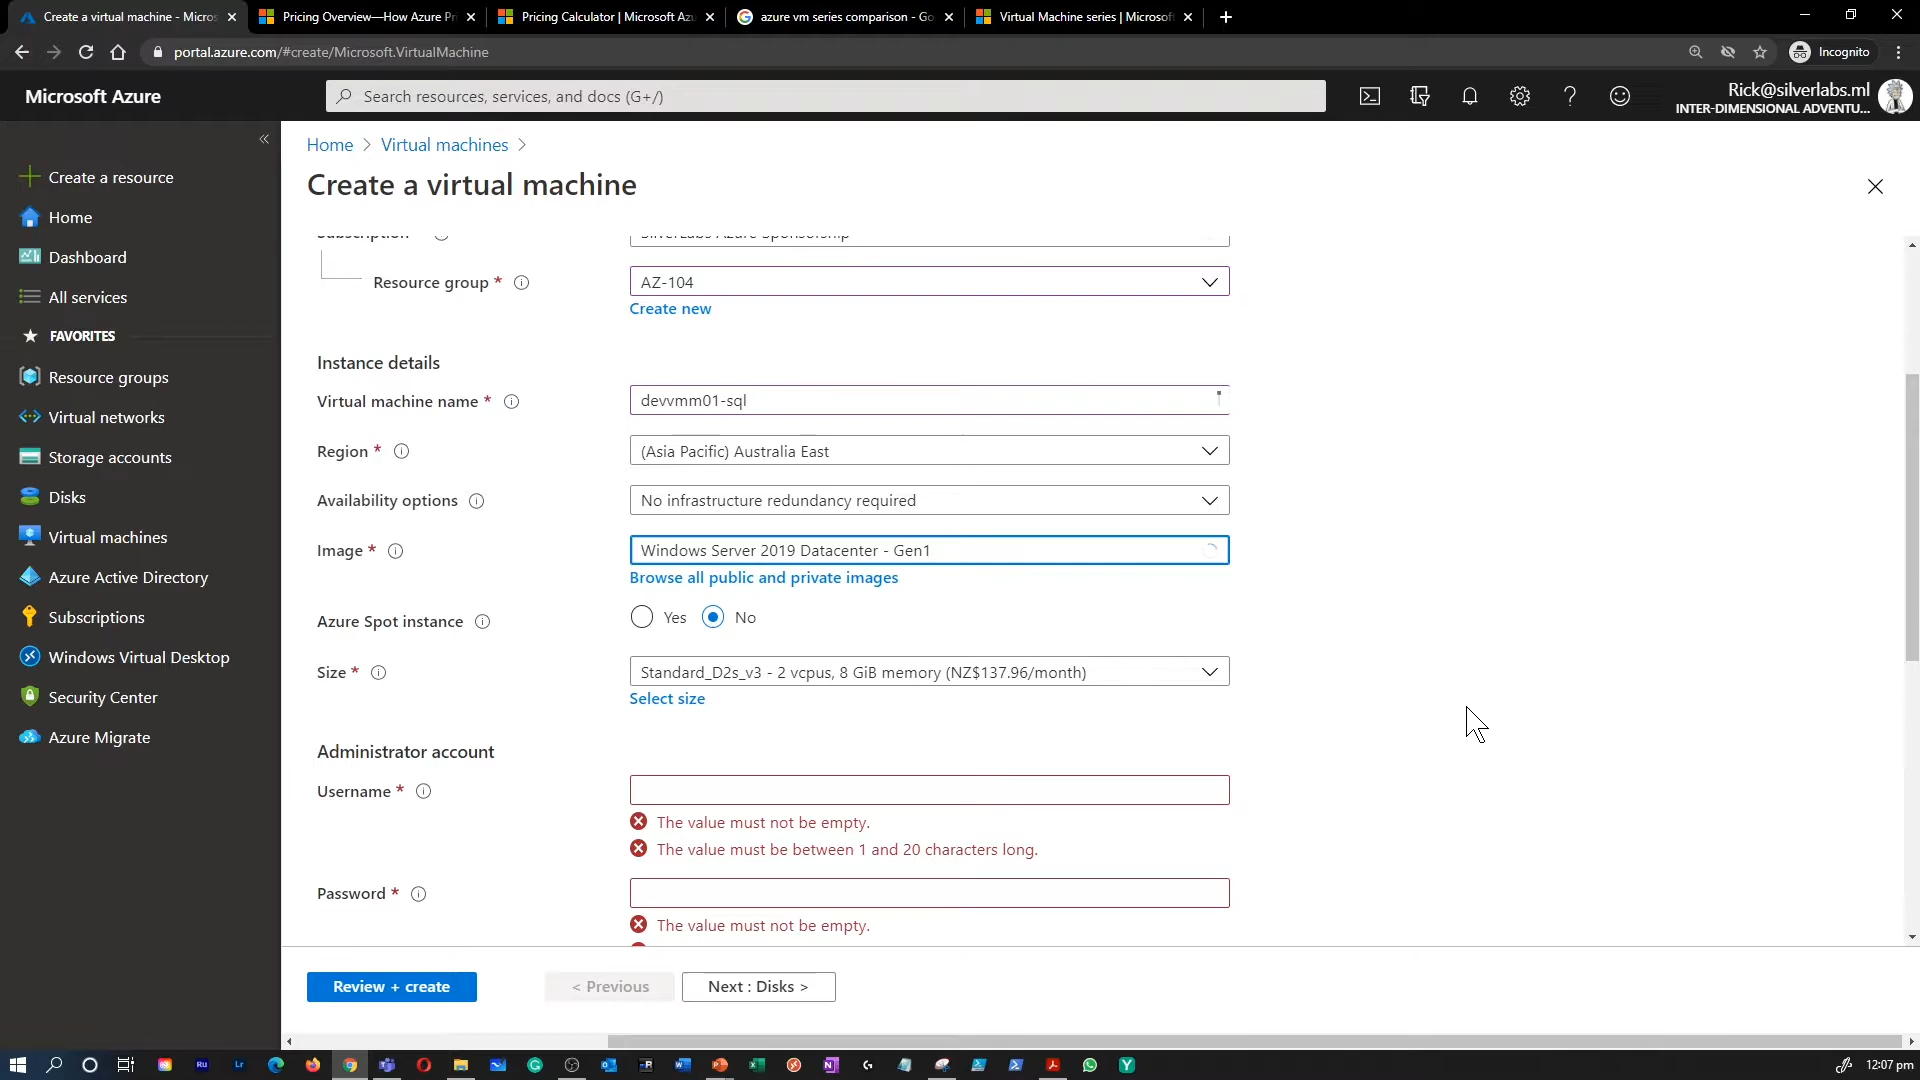 Create a virtual machine - Micros
Pricing Overview—How Azure Pri
Pricing Calculator | Microsoft Azu
azure vm series comparison - Go
Virtual Machine series | Microsoft
portal.azure.com/#create/Microsoft.VirtualMachine
Incognito
Microsoft Azure
Search resources, services, and docs (G+/)
Rick@silverlabs.ml
INTER-DIMENSIONAL ADVENTU...
Create a resource
Home
Dashboard
All services
FAVORITES
Resource groups
Virtual networks
Storage accounts
Disks
Virtual machines
Azure Active Directory
Subscriptions
Windows Virtual Desktop
Security Center
Azure Migrate
Home > Virtual machines >
Create a virtual machine
Subscription
SilverLabs Azure Sponsorship
Resource group *
AZ-104
Create new
Instance details
Virtual machine name *
devvmm01-sql
Region *
(Asia Pacific) Australia East
Availability options
No infrastructure redundancy required
Image *
Windows Server 2019 Datacenter - Gen1
Browse all public and private images
Azure Spot instance
Yes No
Size *
Standard_D2s_v3 - 2 vcpus, 8 GiB memory (NZ$137.96/month)
Select size
Administrator account
Username *
The value must not be empty.
The value must be between 1 and 20 characters long.
Password *
The value must not be empty.
Review + create
< Previous
Next : Disks >
12:07 pm